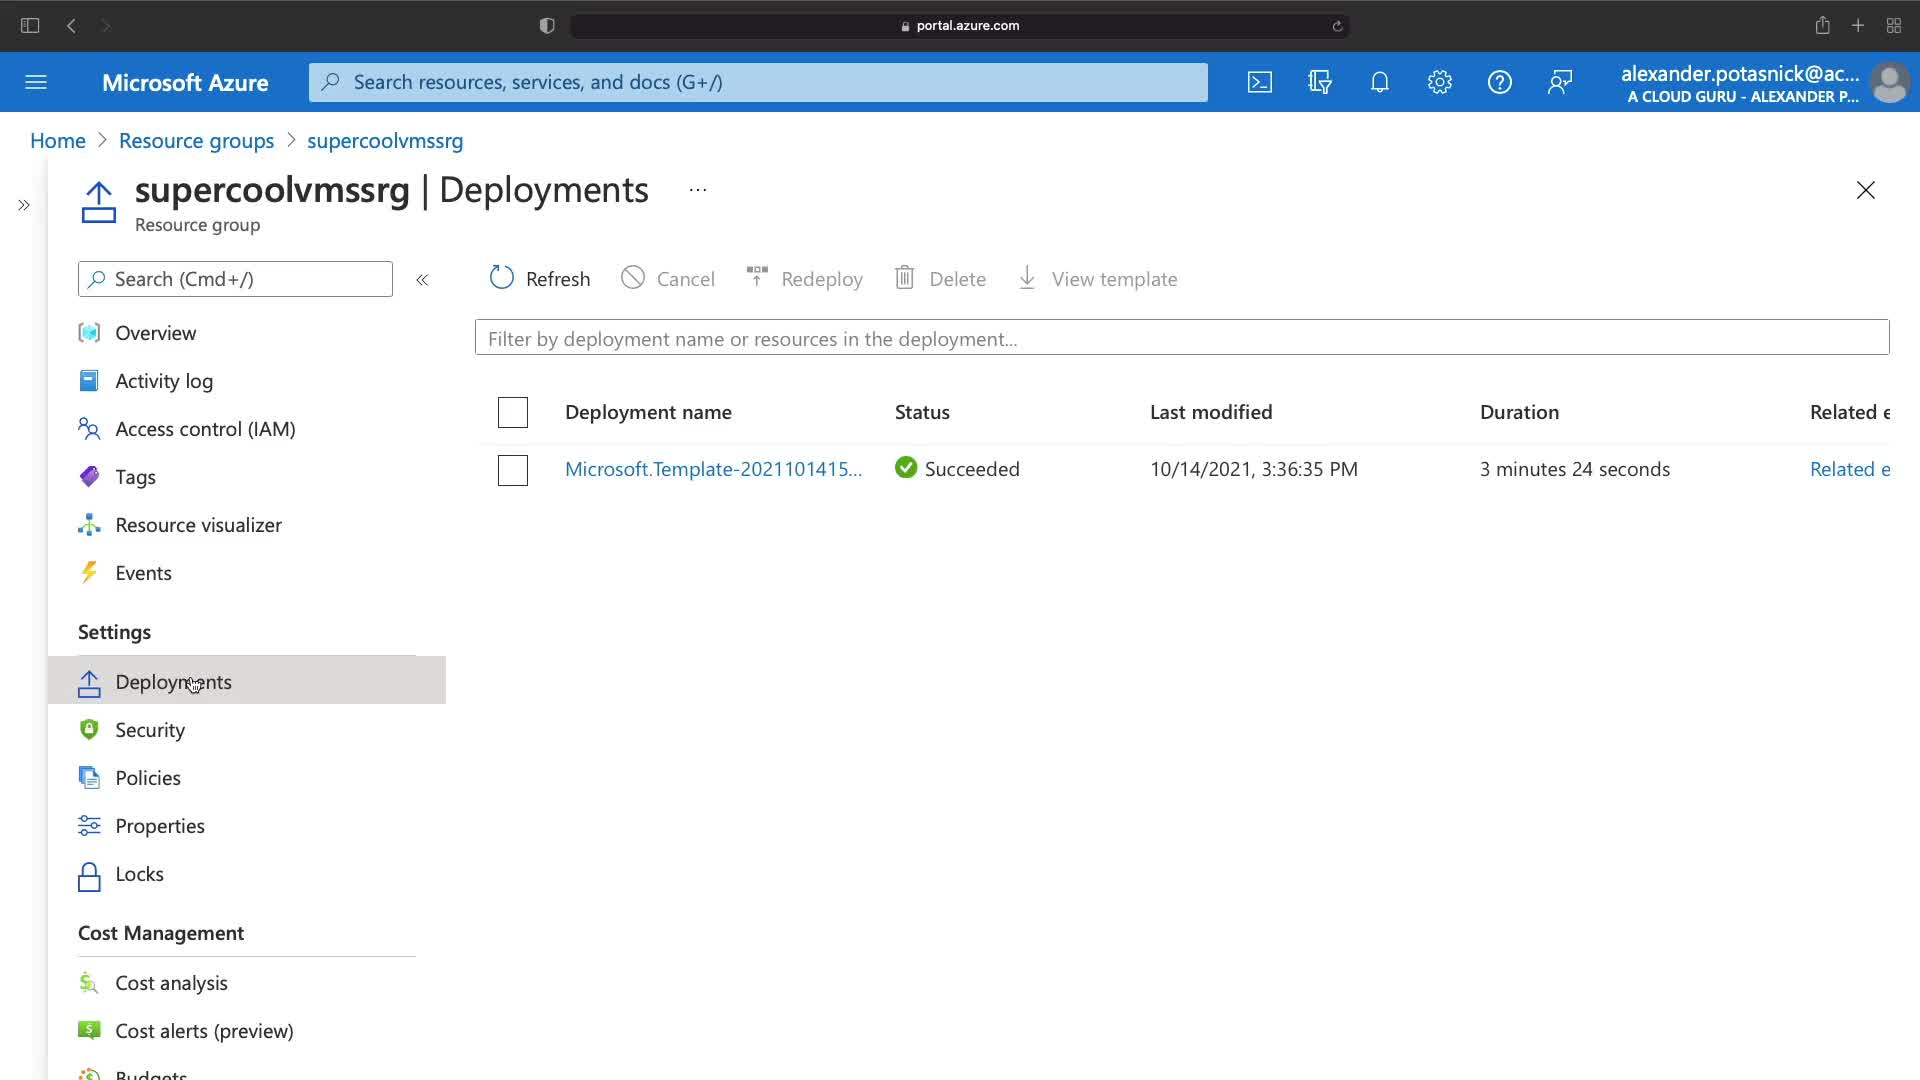 portal.azure.com
Microsoft Azure
Search resources, services, and docs (G+/)
alexander.potasnick@ac...
A CLOUD GURU - ALEXANDER P...
Home > Resource groups > supercoolvmssrg
supercoolvmssrg | Deployments ...
Resource group
Search (Cmd+/)
Refresh Cancel Redeploy Delete View template
Filter by deployment name or resources in the deployment...
Overview
Activity log
Access control (IAM)
Tags
Resource visualizer
Events
Settings
Deployments
Security
Policies
Properties
Locks
Cost Management
Cost analysis
Cost alerts (preview)
Budgets
Deployment name Status Last modified Duration Related e
Microsoft.Template-2021101415... Succeeded 10/14/2021, 3:36:35 PM 3 minutes 24 seconds Related e